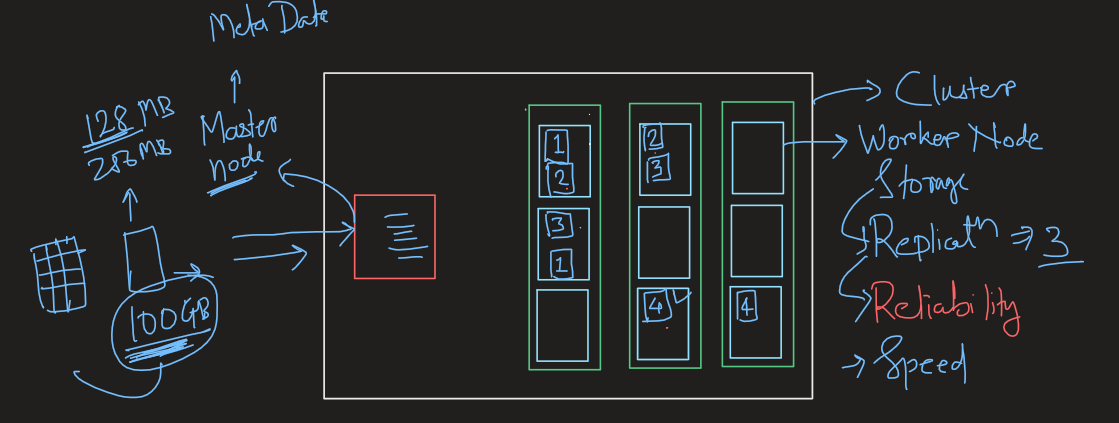 Meta Data
128 MB
256 MB
Master
node
100GB
1
2
3
1
2
3
4
4
Cluster
Worker Node
Storage
Replicatn ⇒ 3
Reliability
→ Speed